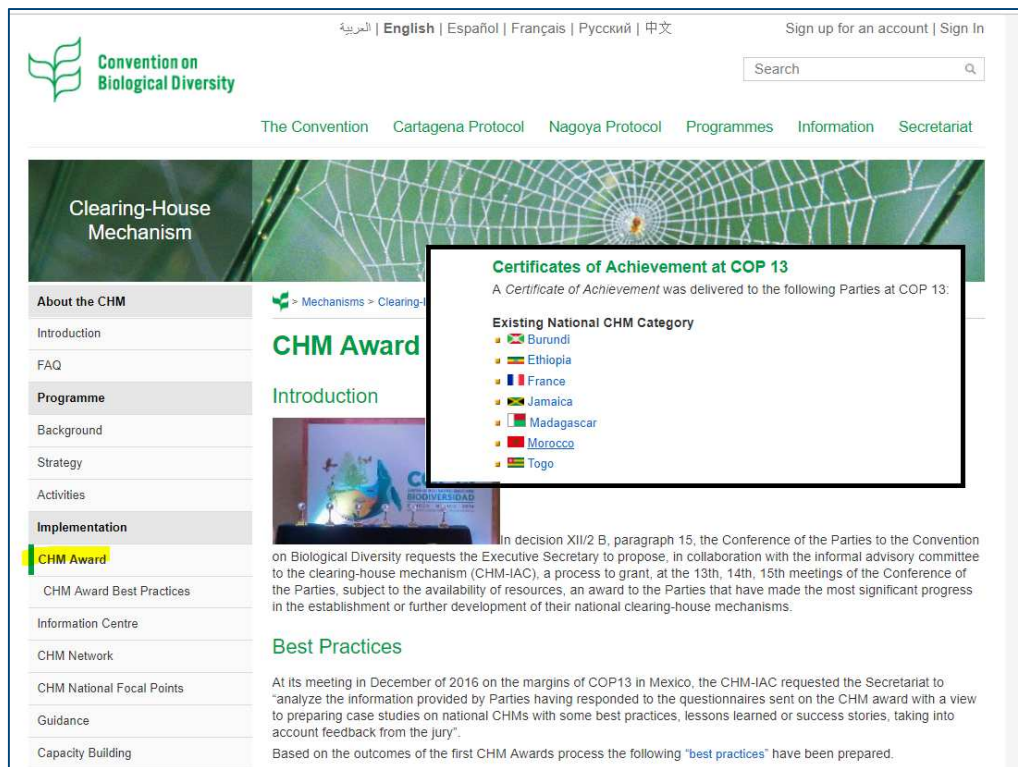 العربية | English | Español | Français | Русский | 中文
Sign up for an account | Sign In
Convention on
Biological Diversity
Search
The Convention Cartagena Protocol Nagoya Protocol Programmes Information Secretariat
Clearing-House
Mechanism
About the CHM
Introduction
FAQ
Programme
Background
Strategy
Activities
Implementation
CHM Award
CHM Award Best Practices
Information Centre
CHM Network
CHM National Focal Points
Guidance
Capacity Building
> Mechanisms > Clearing-
CHM Award
Introduction
Certificates of Achievement at COP 13
A Certificate of Achievement was delivered to the following Parties at COP 13:
Existing National CHM Category
Burundi
Ethiopia
France
Jamaica
Madagascar
Morocco
Togo
BIODIVERSIDAD
In decision XII/2 B, paragraph 15, the Conference of the Parties to the Convention
on Biological Diversity requests the Executive Secretary to propose, in collaboration with the informal advisory committee
to the clearing-house mechanism (CHM-IAC), a process to grant, at the 13th, 14th, 15th meetings of the Conference of
the Parties, subject to the availability of resources, an award to the Parties that have made the most significant progress
in the establishment or further development of their national clearing-house mechanisms.
Best Practices
At its meeting in December of 2016 on the margins of COP13 in Mexico, the CHM-IAC requested the Secretariat to
“analyze the information provided by Parties having responded to the questionnaires sent on the CHM award with a view
to preparing case studies on national CHMs with some best practices, lessons learned or success stories, taking into
account feedback from the jury”.
Based on the outcomes of the first CHM Awards process the following “best practices” have been prepared.